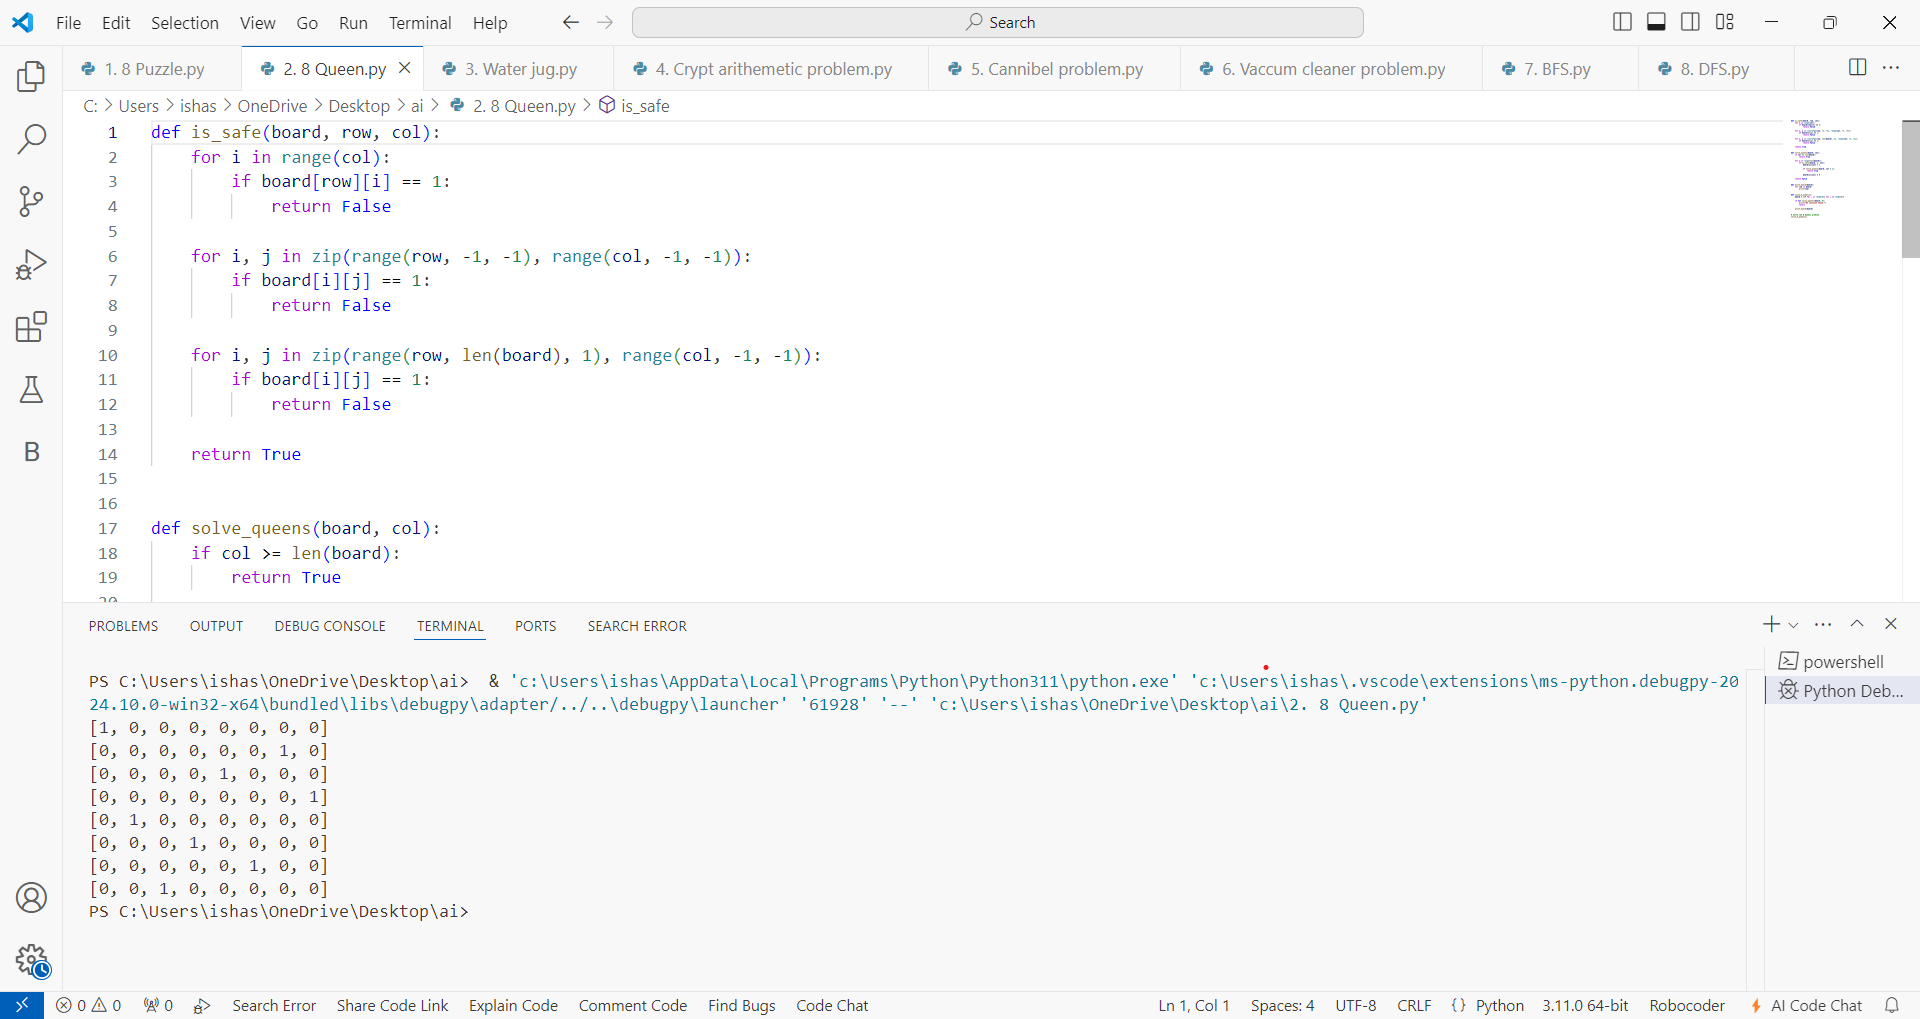 File Edit Selection View Go Run Terminal Help Search
1. 8 Puzzle.py 2. 8 Queen.py 3. Water jug.py 4. Crypt arithemetic problem.py 5. Cannibel problem.py 6. Vaccum cleaner problem.py 7. BFS.py 8. DFS.py
C: > Users > ishas > OneDrive > Desktop > ai > 2. 8 Queen.py > is_safe
1 def is_safe(board, row, col):
2 for i in range(col):
3 if board[row][i] == 1:
4 return False
5
6 for i, j in zip(range(row, -1, -1), range(col, -1, -1)):
7 if board[i][j] == 1:
8 return False
9
10 for i, j in zip(range(row, len(board), 1), range(col, -1, -1)):
11 if board[i][j] == 1:
12 return False
13
14 return True
15
16
17 def solve_queens(board, col):
18 if col >= len(board):
19 return True
20
PROBLEMS OUTPUT DEBUG CONSOLE TERMINAL PORTS SEARCH ERROR
powershell
Python Deb...
PS C:\Users\ishas\OneDrive\Desktop\ai> & 'c:\Users\ishas\AppData\Local\Programs\Python\Python311\python.exe' 'c:\Users\ishas\.vscode\extensions\ms-python.debugpy-20
24.10.0-win32-x64\bundled\libs\debugpy\adapter/../..\debugpy\launcher' '61928' '--' 'c:\Users\ishas\OneDrive\Desktop\ai\2. 8 Queen.py'
[1, 0, 0, 0, 0, 0, 0, 0]
[0, 0, 0, 0, 0, 0, 1, 0]
[0, 0, 0, 0, 1, 0, 0, 0]
[0, 0, 0, 0, 0, 0, 0, 1]
[0, 1, 0, 0, 0, 0, 0, 0]
[0, 0, 0, 1, 0, 0, 0, 0]
[0, 0, 0, 0, 0, 1, 0, 0]
[0, 0, 1, 0, 0, 0, 0, 0]
PS C:\Users\ishas\OneDrive\Desktop\ai>
B
0 0 0 Search Error Share Code Link Explain Code Comment Code Find Bugs Code Chat Ln 1, Col 1 Spaces: 4 UTF-8 CRLF {} Python 3.11.0 64-bit Robocoder AI Code Chat